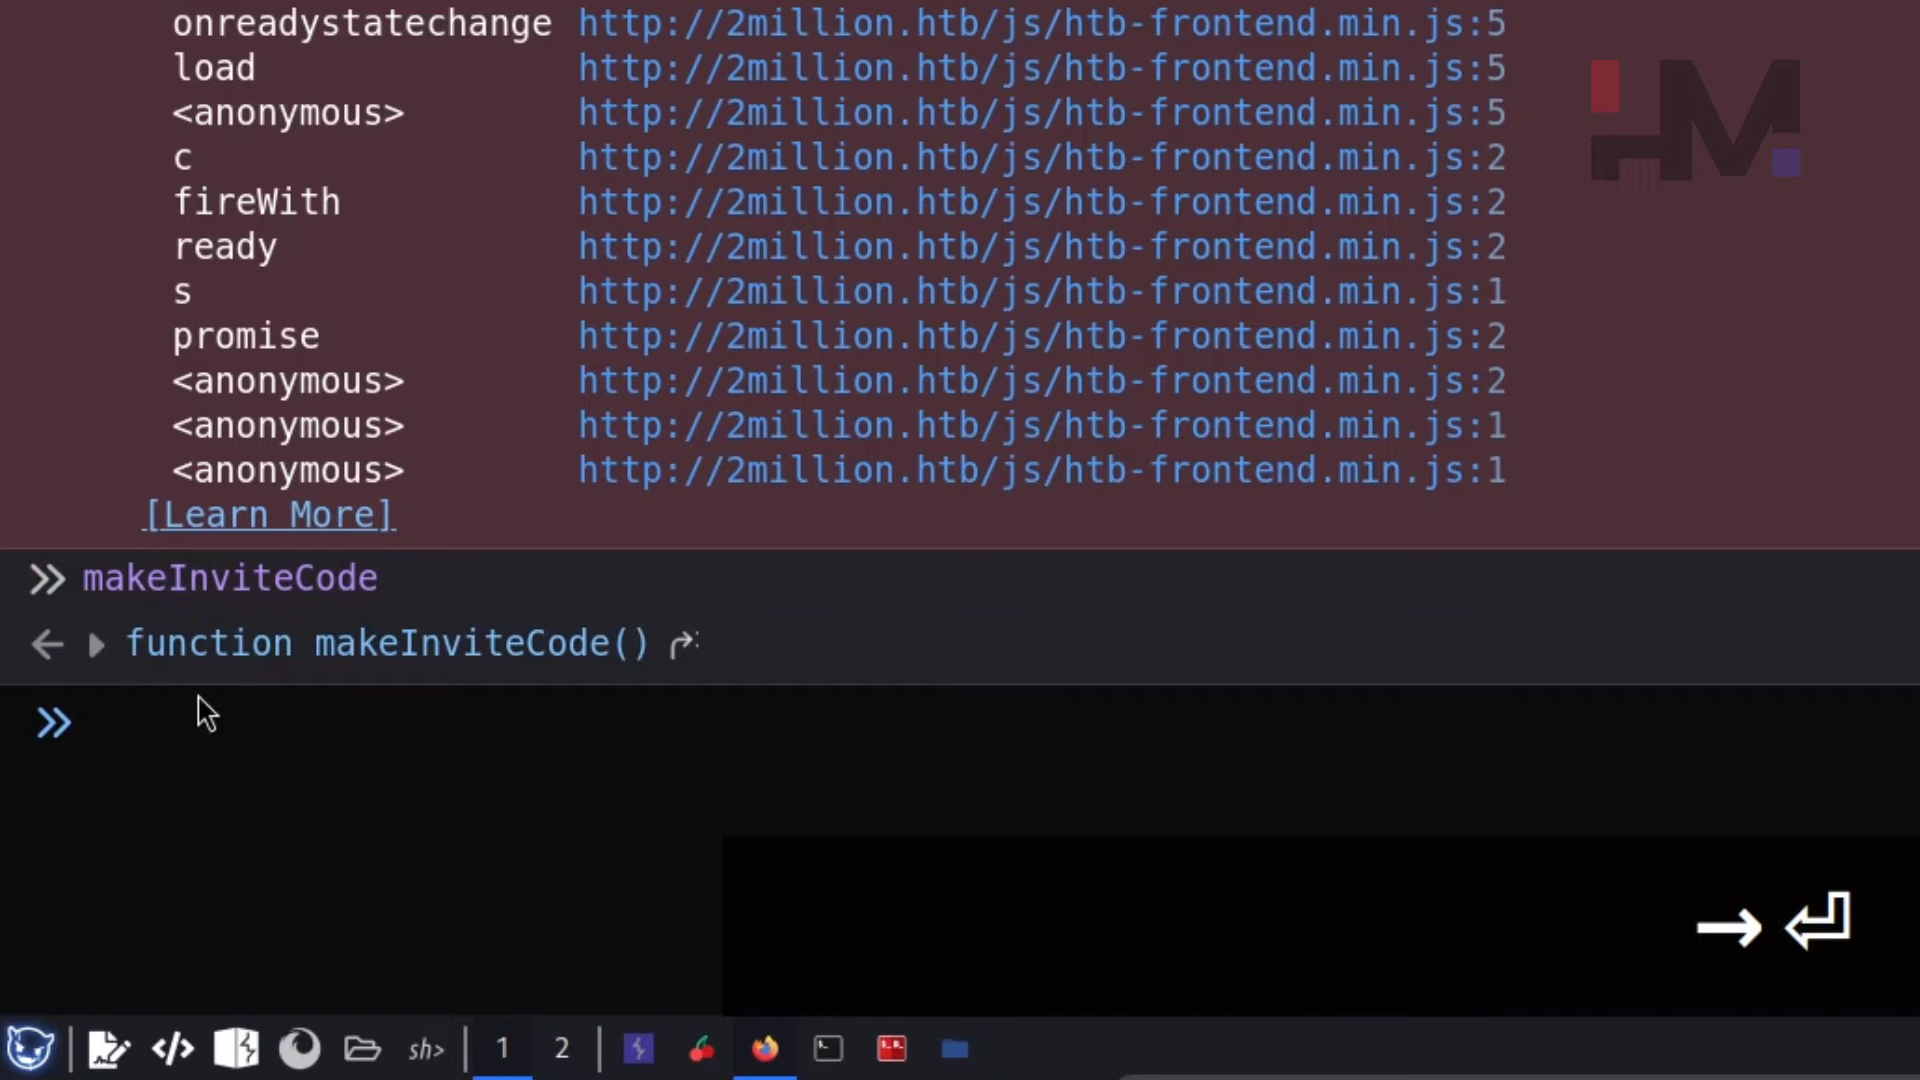 onreadystatechange http://2million.htb/js/htb-frontend.min.js:5
load http://2million.htb/js/htb-frontend.min.js:5
<anonymous> http://2million.htb/js/htb-frontend.min.js:5
c http://2million.htb/js/htb-frontend.min.js:2
fireWith http://2million.htb/js/htb-frontend.min.js:2
ready http://2million.htb/js/htb-frontend.min.js:2
s http://2million.htb/js/htb-frontend.min.js:1
promise http://2million.htb/js/htb-frontend.min.js:2
<anonymous> http://2million.htb/js/htb-frontend.min.js:2
<anonymous> http://2million.htb/js/htb-frontend.min.js:1
<anonymous> http://2million.htb/js/htb-frontend.min.js:1
[Learn More]
>> makeInviteCode
← ▶ function makeInviteCode()
>>
→ ⏎
sh> 1 2
HM